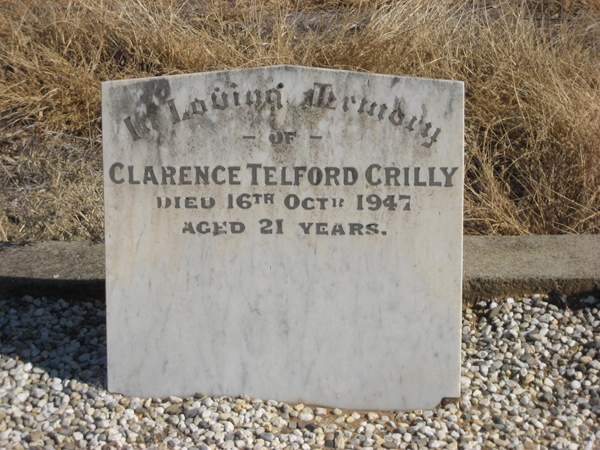 In Loving Memory
- OF -
CLARENCE TELFORD CRILLY
DIED 16TH OCTR 1947
AGED 21 YEARS.